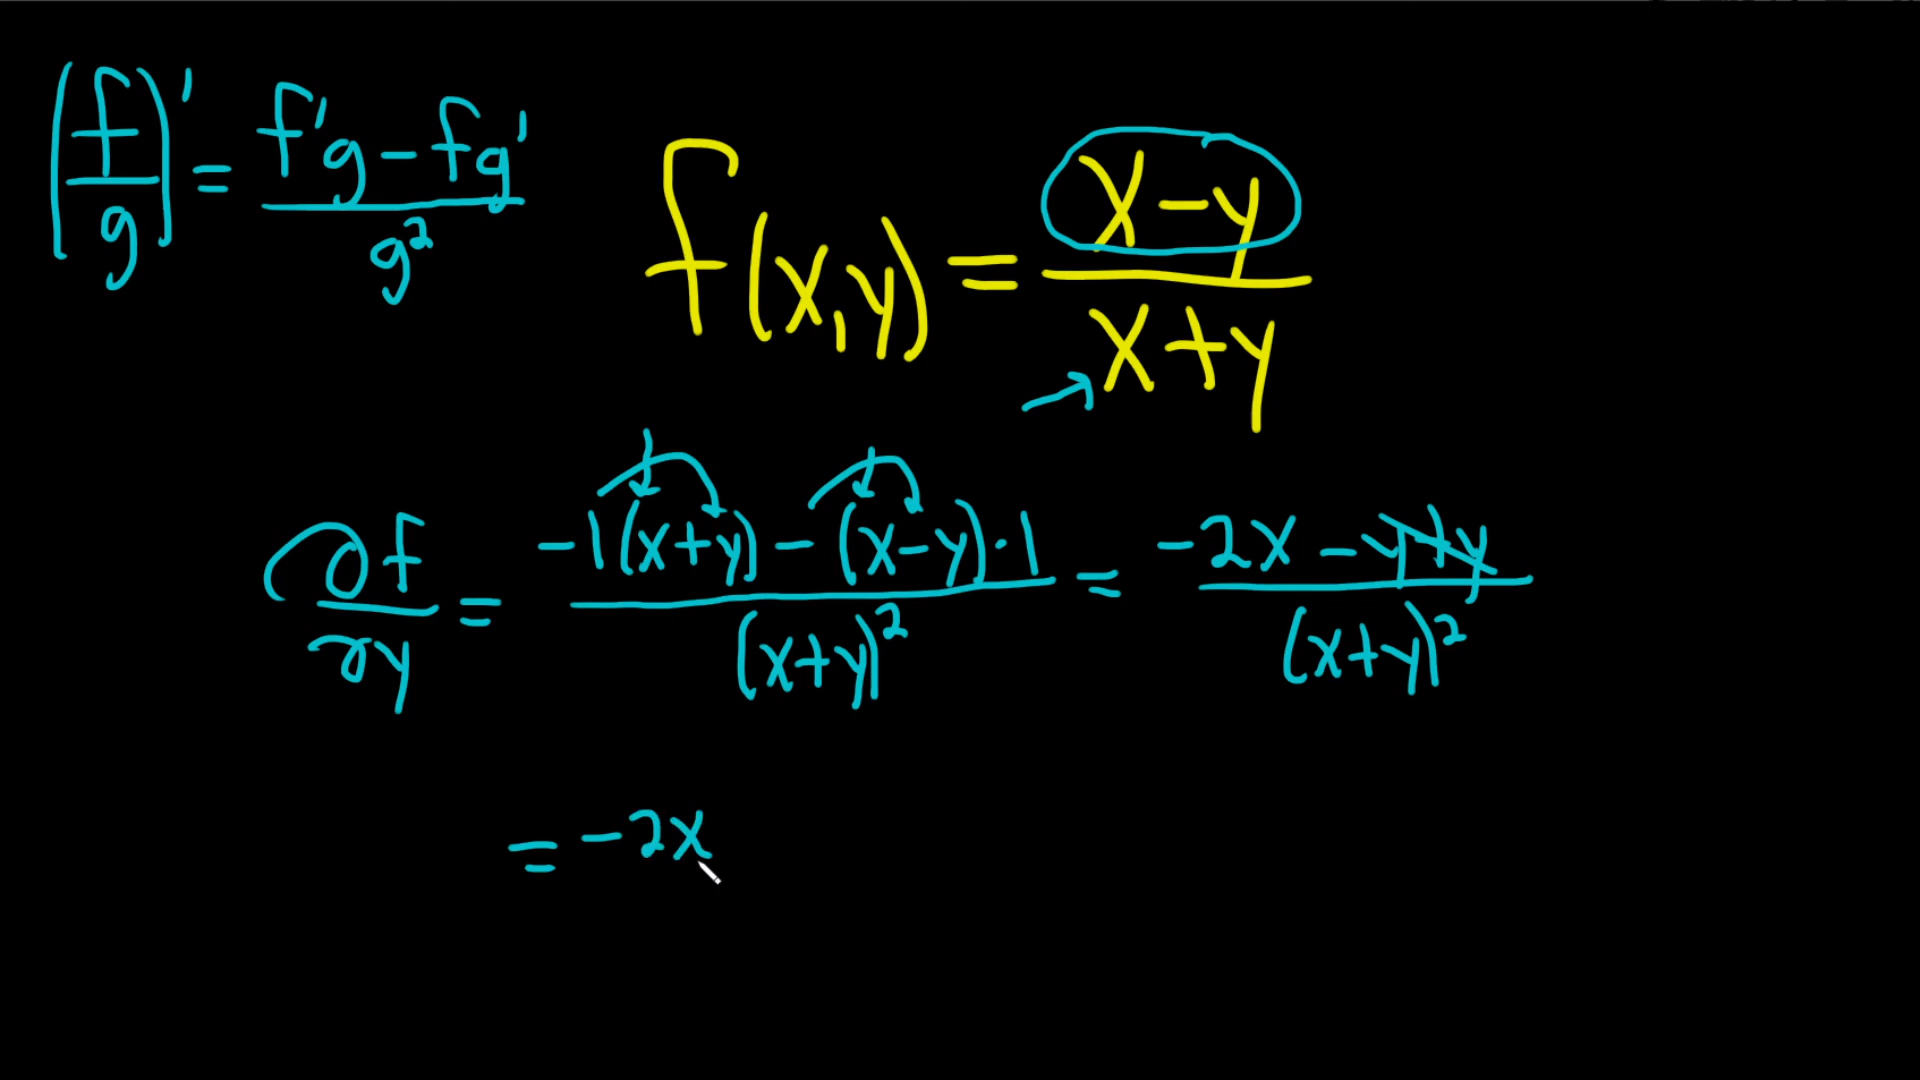 (f/g)' = (f'g - fg')/g²
f(x,y) = (x-y)/(x+y)
∂f/∂y = (-1(x+y) - (x-y)·1)/(x+y)² = (-2x - y+y)/(x+y)²
= -2x